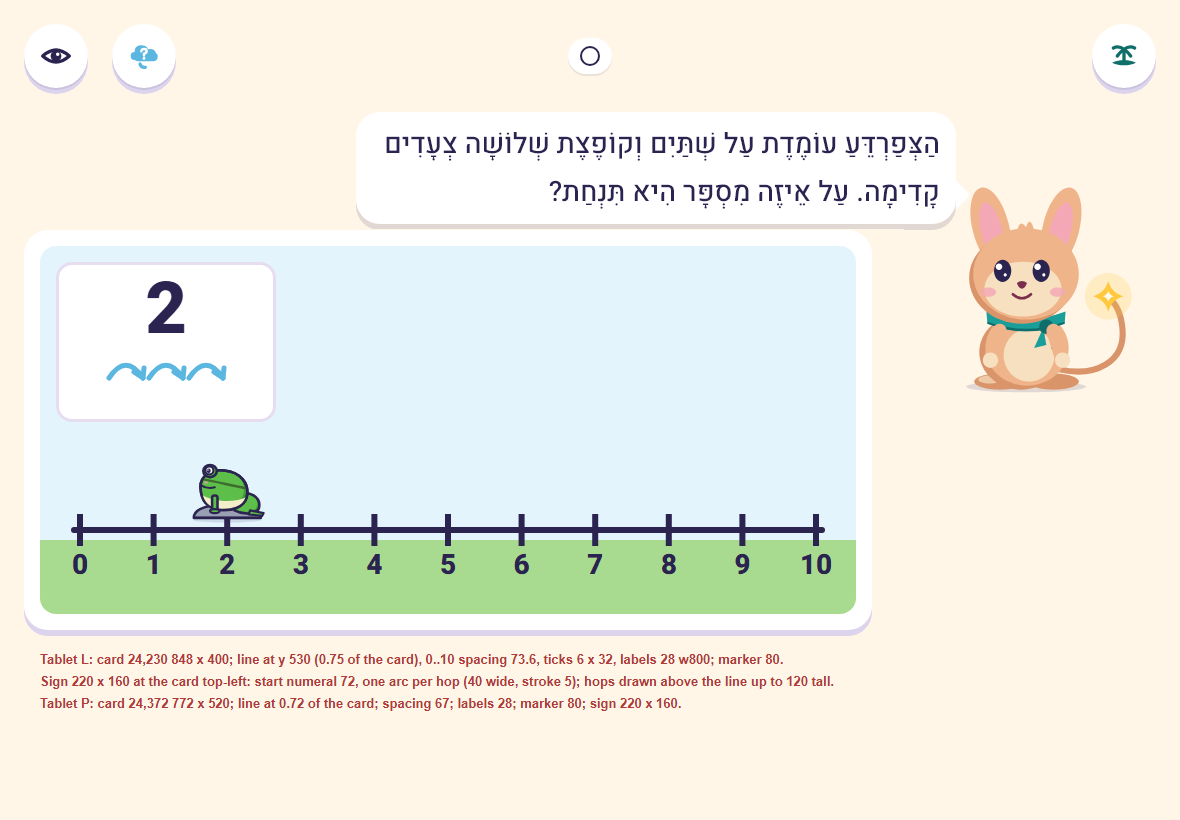 הַצְּפַרְדֵּעַ עוֹמֶדֶת עַל שְׁתַּיִם וְקוֹפֶצֶת שְׁלוֹשָׁה צְעָדִים
קָדִימָה. עַל אֵיזֶה מִסְפָּר הִיא תִּנְחַת?
2
0 1 2 3 4 5 6 7 8 9 10
Tablet L: card 24,230 848 x 400; line at y 530 (0.75 of the card), 0..10 spacing 73.6, ticks 6 x 32, labels 28 w800; marker 80.
Sign 220 x 160 at the card top-left: start numeral 72, one arc per hop (40 wide, stroke 5); hops drawn above the line up to 120 tall.
Tablet P: card 24,372 772 x 520; line at 0.72 of the card; spacing 67; labels 28; marker 80; sign 220 x 160.